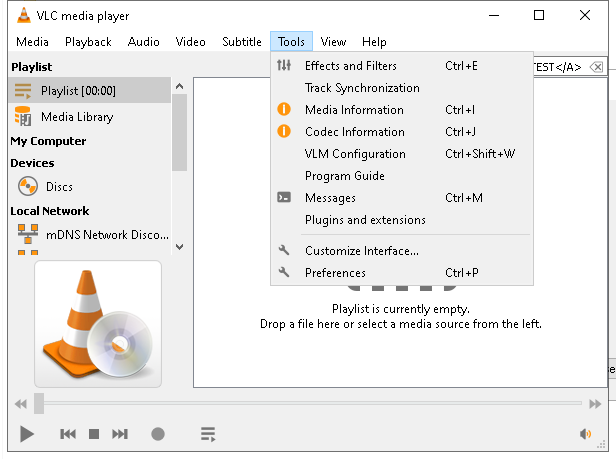 VLC media player
Media Playback Audio Video Subtitle Tools View Help
Playlist
Playlist [00:00]
Media Library
My Computer
Devices
Discs
Local Network
mDNS Network Disco...
Effects and Filters Ctrl+E
Track Synchronization
Media Information Ctrl+I
Codec Information Ctrl+J
VLM Configuration Ctrl+Shift+W
Program Guide
Messages Ctrl+M
Plugins and extensions
Customize Interface...
Preferences Ctrl+P
TEST</A>
Playlist is currently empty.
Drop a file here or select a media source from the left.